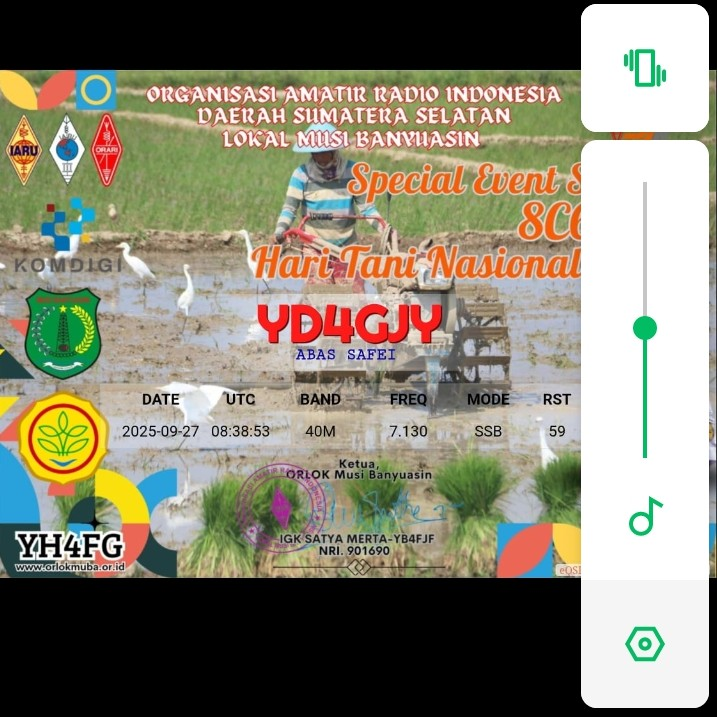 ORGANISASI AMATIR RADIO INDONESIA
DAERAH SUMATERA SELATAN
LOKAL MUSI BANYUASIN
IARU
ORARI
Special Event S
8C6
Hari Tani Nasional
KOMDIGI
YD4GJY
ABAS SAFEI
DATE UTC BAND FREQ MODE RST
2025-09-27 08:38:53 40M 7.130 SSB 59
Ketua,
ORLOK Musi Banyuasin
IGK SATYA MERTA-YB4FJF
NRI. 901690
YH4FG
www.orlokmuba.or.id